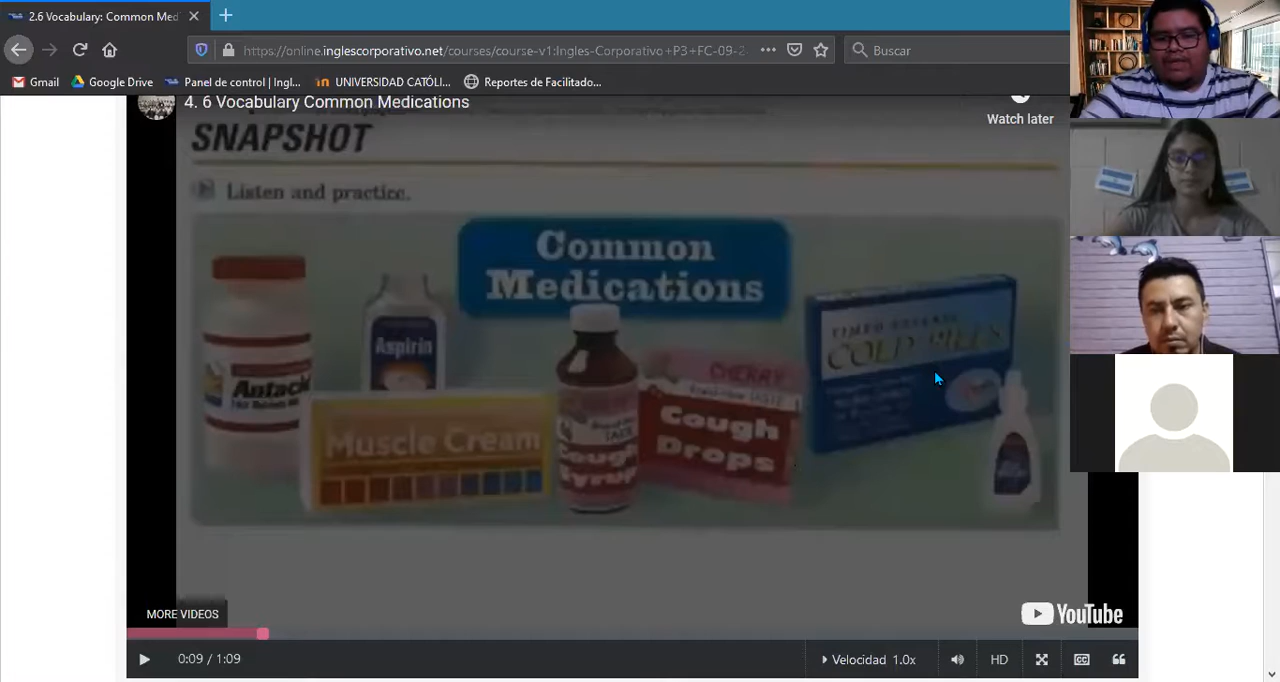 2.6 Vocabulary: Common Med
https://online.inglescorporativo.net/courses/course-v1:Ingles-Corporativo+P3+FC-09-2
Buscar
Gmail
Google Drive
Panel de control | Ingl...
UNIVERSIDAD CATÓLI...
Reportes de Facilitado...
4. 6 Vocabulary Common Medications
Watch later
SNAPSHOT
Listen and practice.
Common
Medications
Antacid
Aspirin
Muscle Cream
Cough
Syrup
CHERRY
Cough
Drops
TIMED RELEASE
COLD PILLS
MORE VIDEOS
YouTube
0:09 / 1:09
Velocidad 1.0x
HD